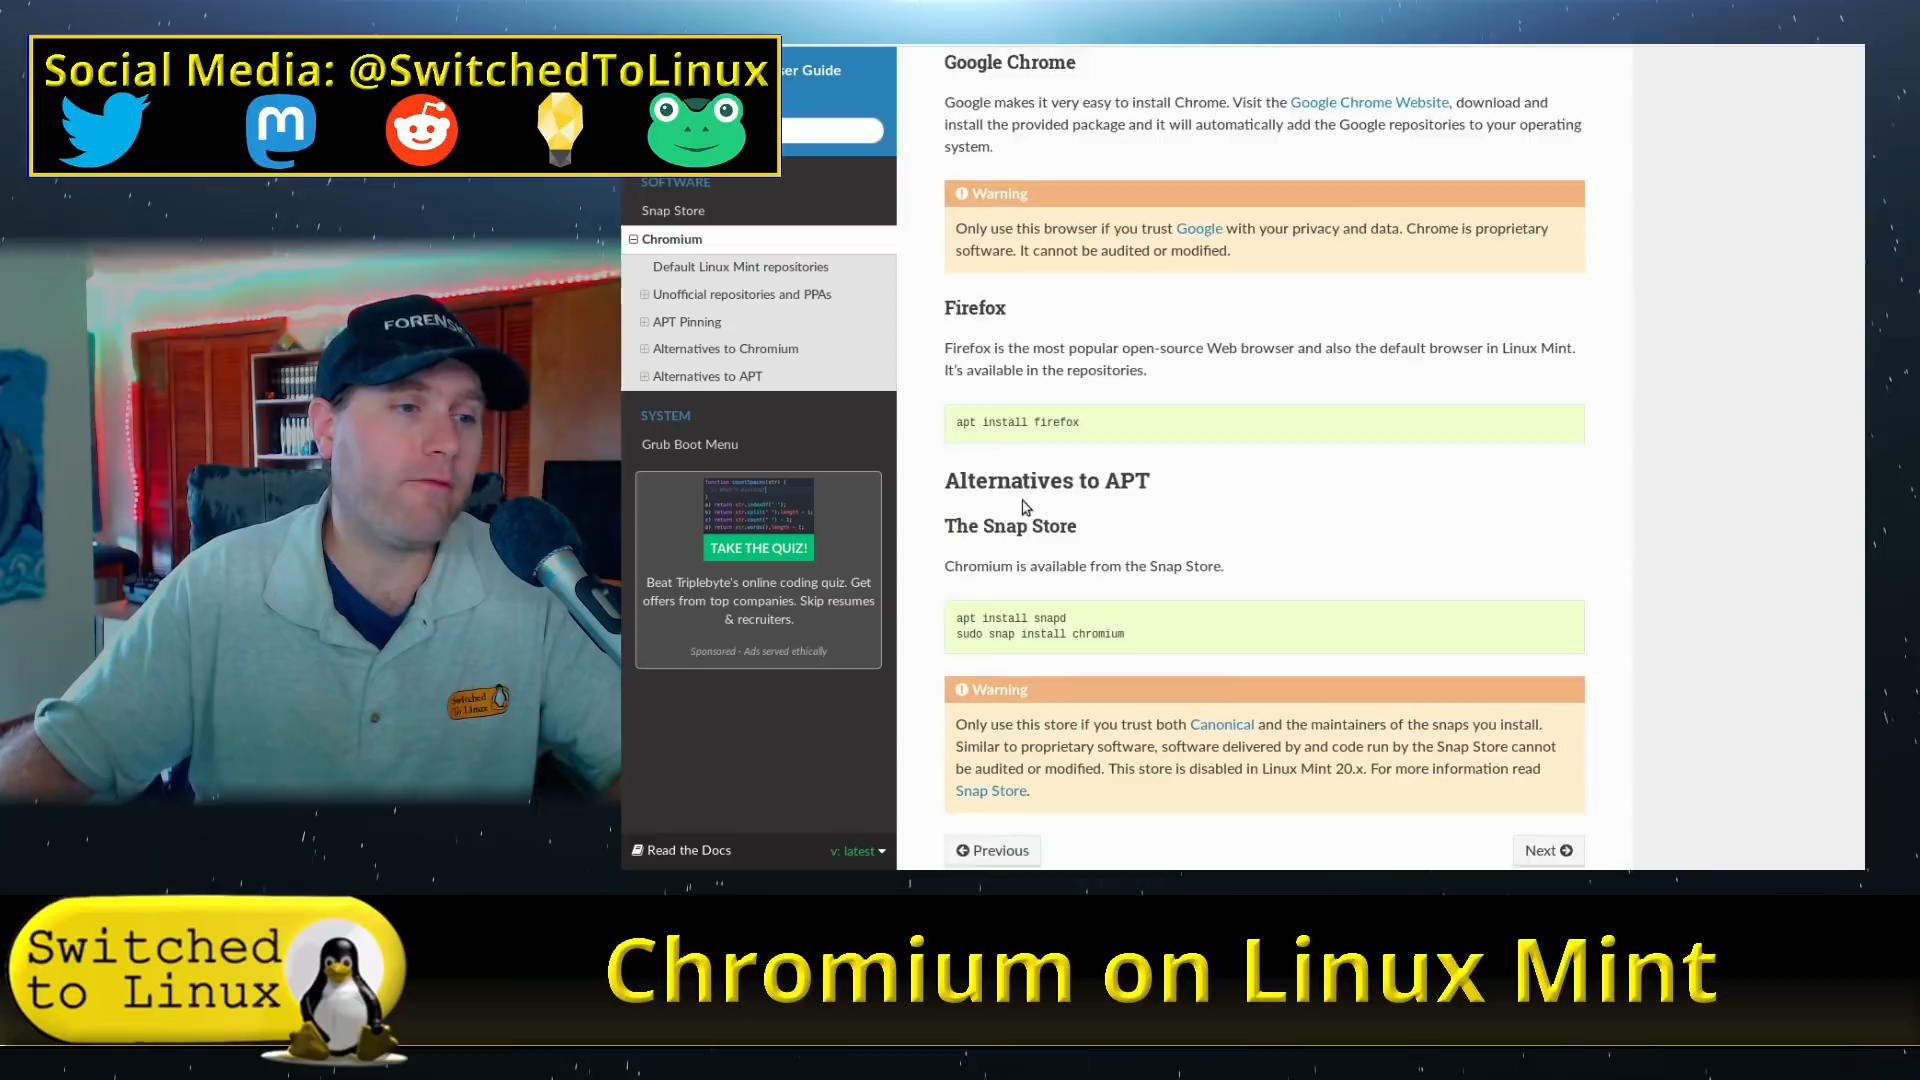 Social Media: @SwitchedToLinux
ser Guide
SOFTWARE
Snap Store
Chromium
Default Linux Mint repositories
Unofficial repositories and PPAs
APT Pinning
Alternatives to Chromium
Alternatives to APT
SYSTEM
Grub Boot Menu
TAKE THE QUIZ!
Beat Triplebyte's online coding quiz. Get
offers from top companies. Skip resumes
& recruiters.
Sponsored - Ads served ethically
Read the Docs
v: latest
Google Chrome
Google makes it very easy to install Chrome. Visit the Google Chrome Website, download and
install the provided package and it will automatically add the Google repositories to your operating
system.
Warning
Only use this browser if you trust Google with your privacy and data. Chrome is proprietary
software. It cannot be audited or modified.
Firefox
Firefox is the most popular open-source Web browser and also the default browser in Linux Mint.
It's available in the repositories.
apt install firefox
Alternatives to APT
The Snap Store
Chromium is available from the Snap Store.
apt install snapd
sudo snap install chromium
Warning
Only use this store if you trust both Canonical and the maintainers of the snaps you install.
Similar to proprietary software, software delivered by and code run by the Snap Store cannot
be audited or modified. This store is disabled in Linux Mint 20.x. For more information read
Snap Store.
Previous
Next
FORENS
Switched
To Linux
Switched
to Linux
Chromium on Linux Mint